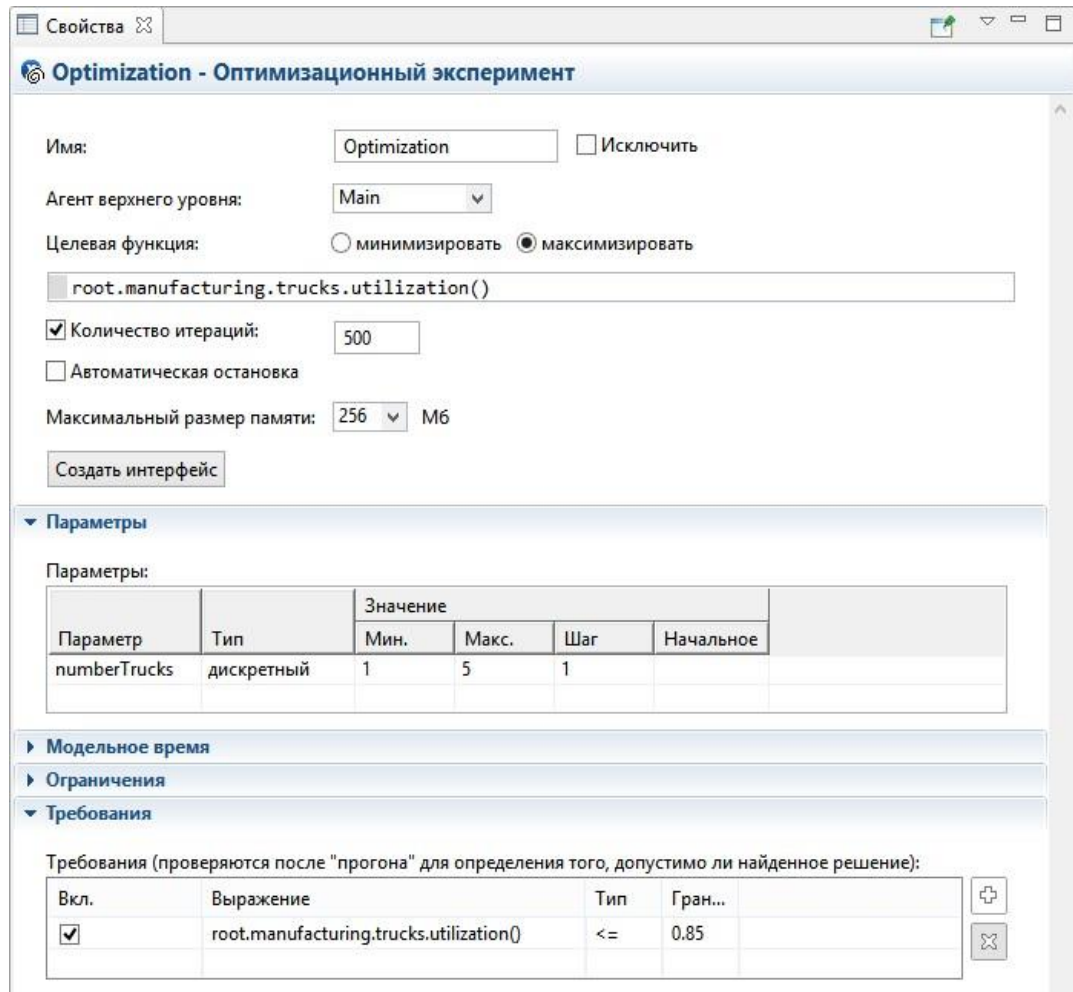 Свойства
Optimization - Оптимизационный эксперимент
Имя: Optimization Исключить
Агент верхнего уровня: Main
Целевая функция: минимизировать максимизировать
root.manufacturing.trucks.utilization()
Количество итераций: 500
Автоматическая остановка
Максимальный размер памяти: 256 Мб
Создать интерфейс
Параметры
Параметры:
Значение
Параметр Тип Мин. Макс. Шаг Начальное
numberTrucks дискретный 1 5 1
Модельное время
Ограничения
Требования
Требования (проверяются после "прогона" для определения того, допустимо ли найденное решение):
Вкл. Выражение Тип Гран...
root.manufacturing.trucks.utilization() <= 0.85